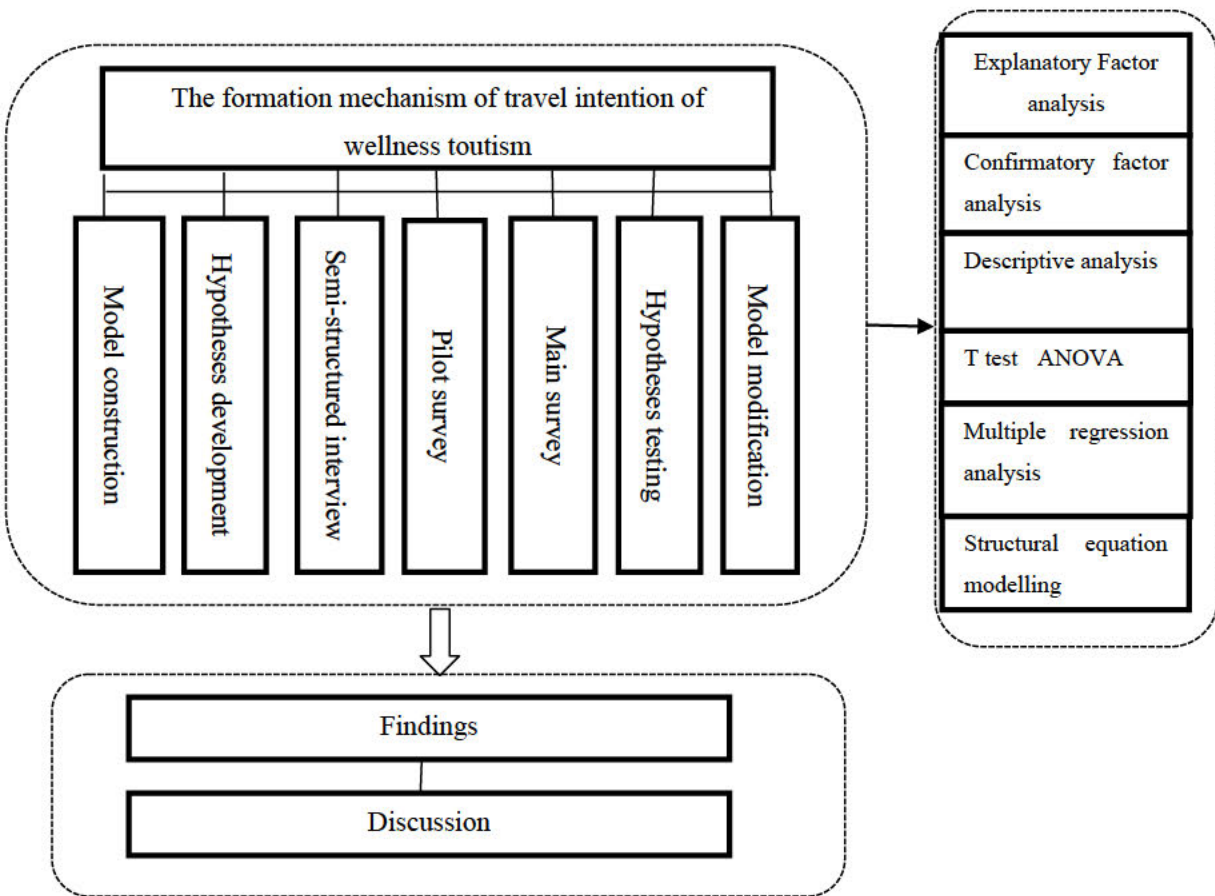 The formation mechanism of travel intention of
wellness toutism
Model construction
Hypotheses development
Semi-structured interview
Pilot survey
Main survey
Hypotheses testing
Model modification
Explanatory Factor
analysis
Confirmatory factor
analysis
Descriptive analysis
T test ANOVA
Multiple regression
analysis
Structural equation
modelling
Findings
Discussion